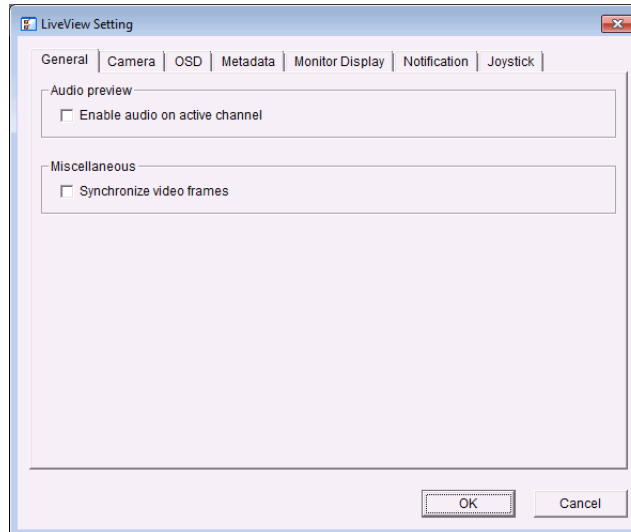 LiveView Setting
General Camera OSD Metadata Monitor Display Notification Joystick
Audio preview
Enable audio on active channel
Miscellaneous
Synchronize video frames
OK Cancel